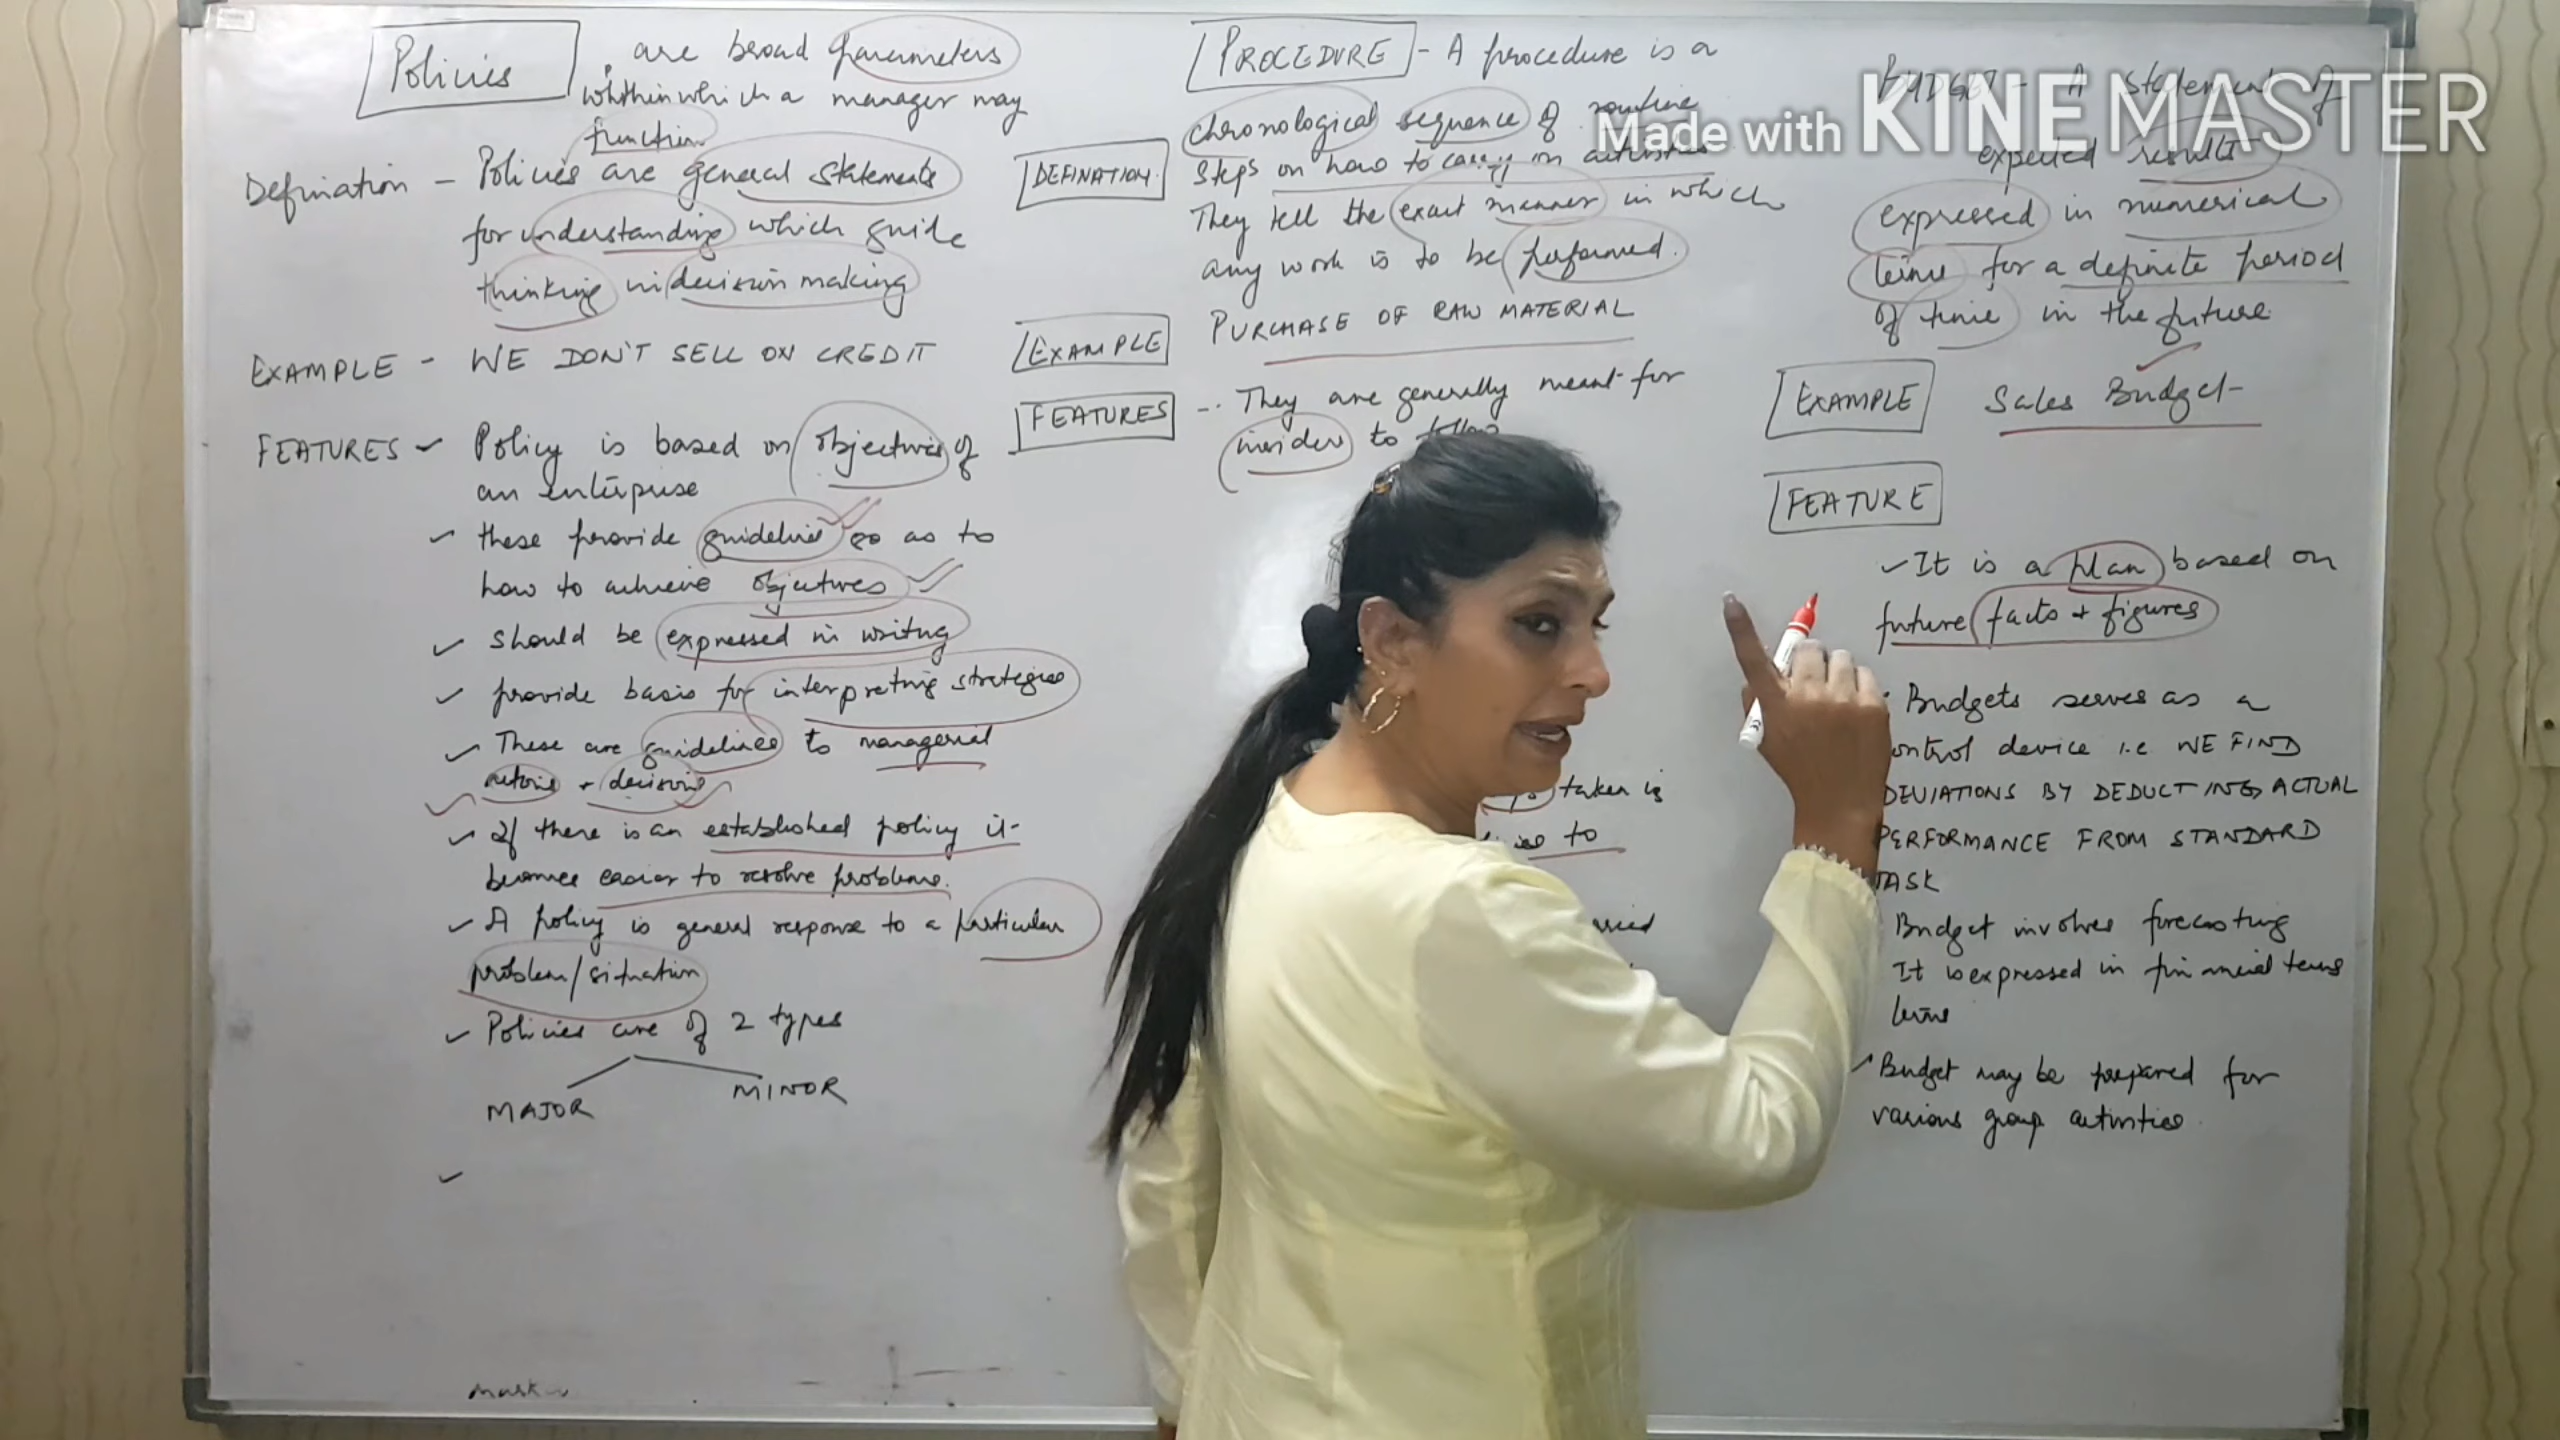 Policies
are broad parameters
whithin which a manager may
function
Defination - Policies are general statements
for understanding which guide
thinking in decision making
EXAMPLE - WE DON'T SELL ON CREDIT
FEATURES - Policy is based on objectives of
an enterprise
these provide guideline so as to
how to achieve objectives
should be expressed in writing
provide basis for interpreting strategies
These are guidelines to managerial
actions + decisions
If there is an established policy it
becomes easier to resolve problems.
A policy is general response to a particular
problem/situation
Policies are of 2 types
MAJOR MINOR
PROCEDURE - A procedure is a
chronological sequence of routine
DEFINATION
steps on how to carry on activities
They tell the exact manner in which
any work is to be performed.
EXAMPLE
PURCHASE OF RAW MATERIAL
FEATURES - They are generally meant for
insiders to follow
taken is
to
BUDGET - A statement of
expected results
expressed in numerical
terms for a definite period
of time in the future
EXAMPLE Sales Budget
FEATURE
It is a plan based on
future facts + figures
Budgets serves as a
ontrol device i.e WE FIND
DEVIATIONS BY DEDUCTING ACTUAL
PERFORMANCE FROM STANDARD
TASK
Budget involves forecasting
It is expressed in financial terms
terms
Budget may be prepared for
various group activities.
Made with KINEMASTER